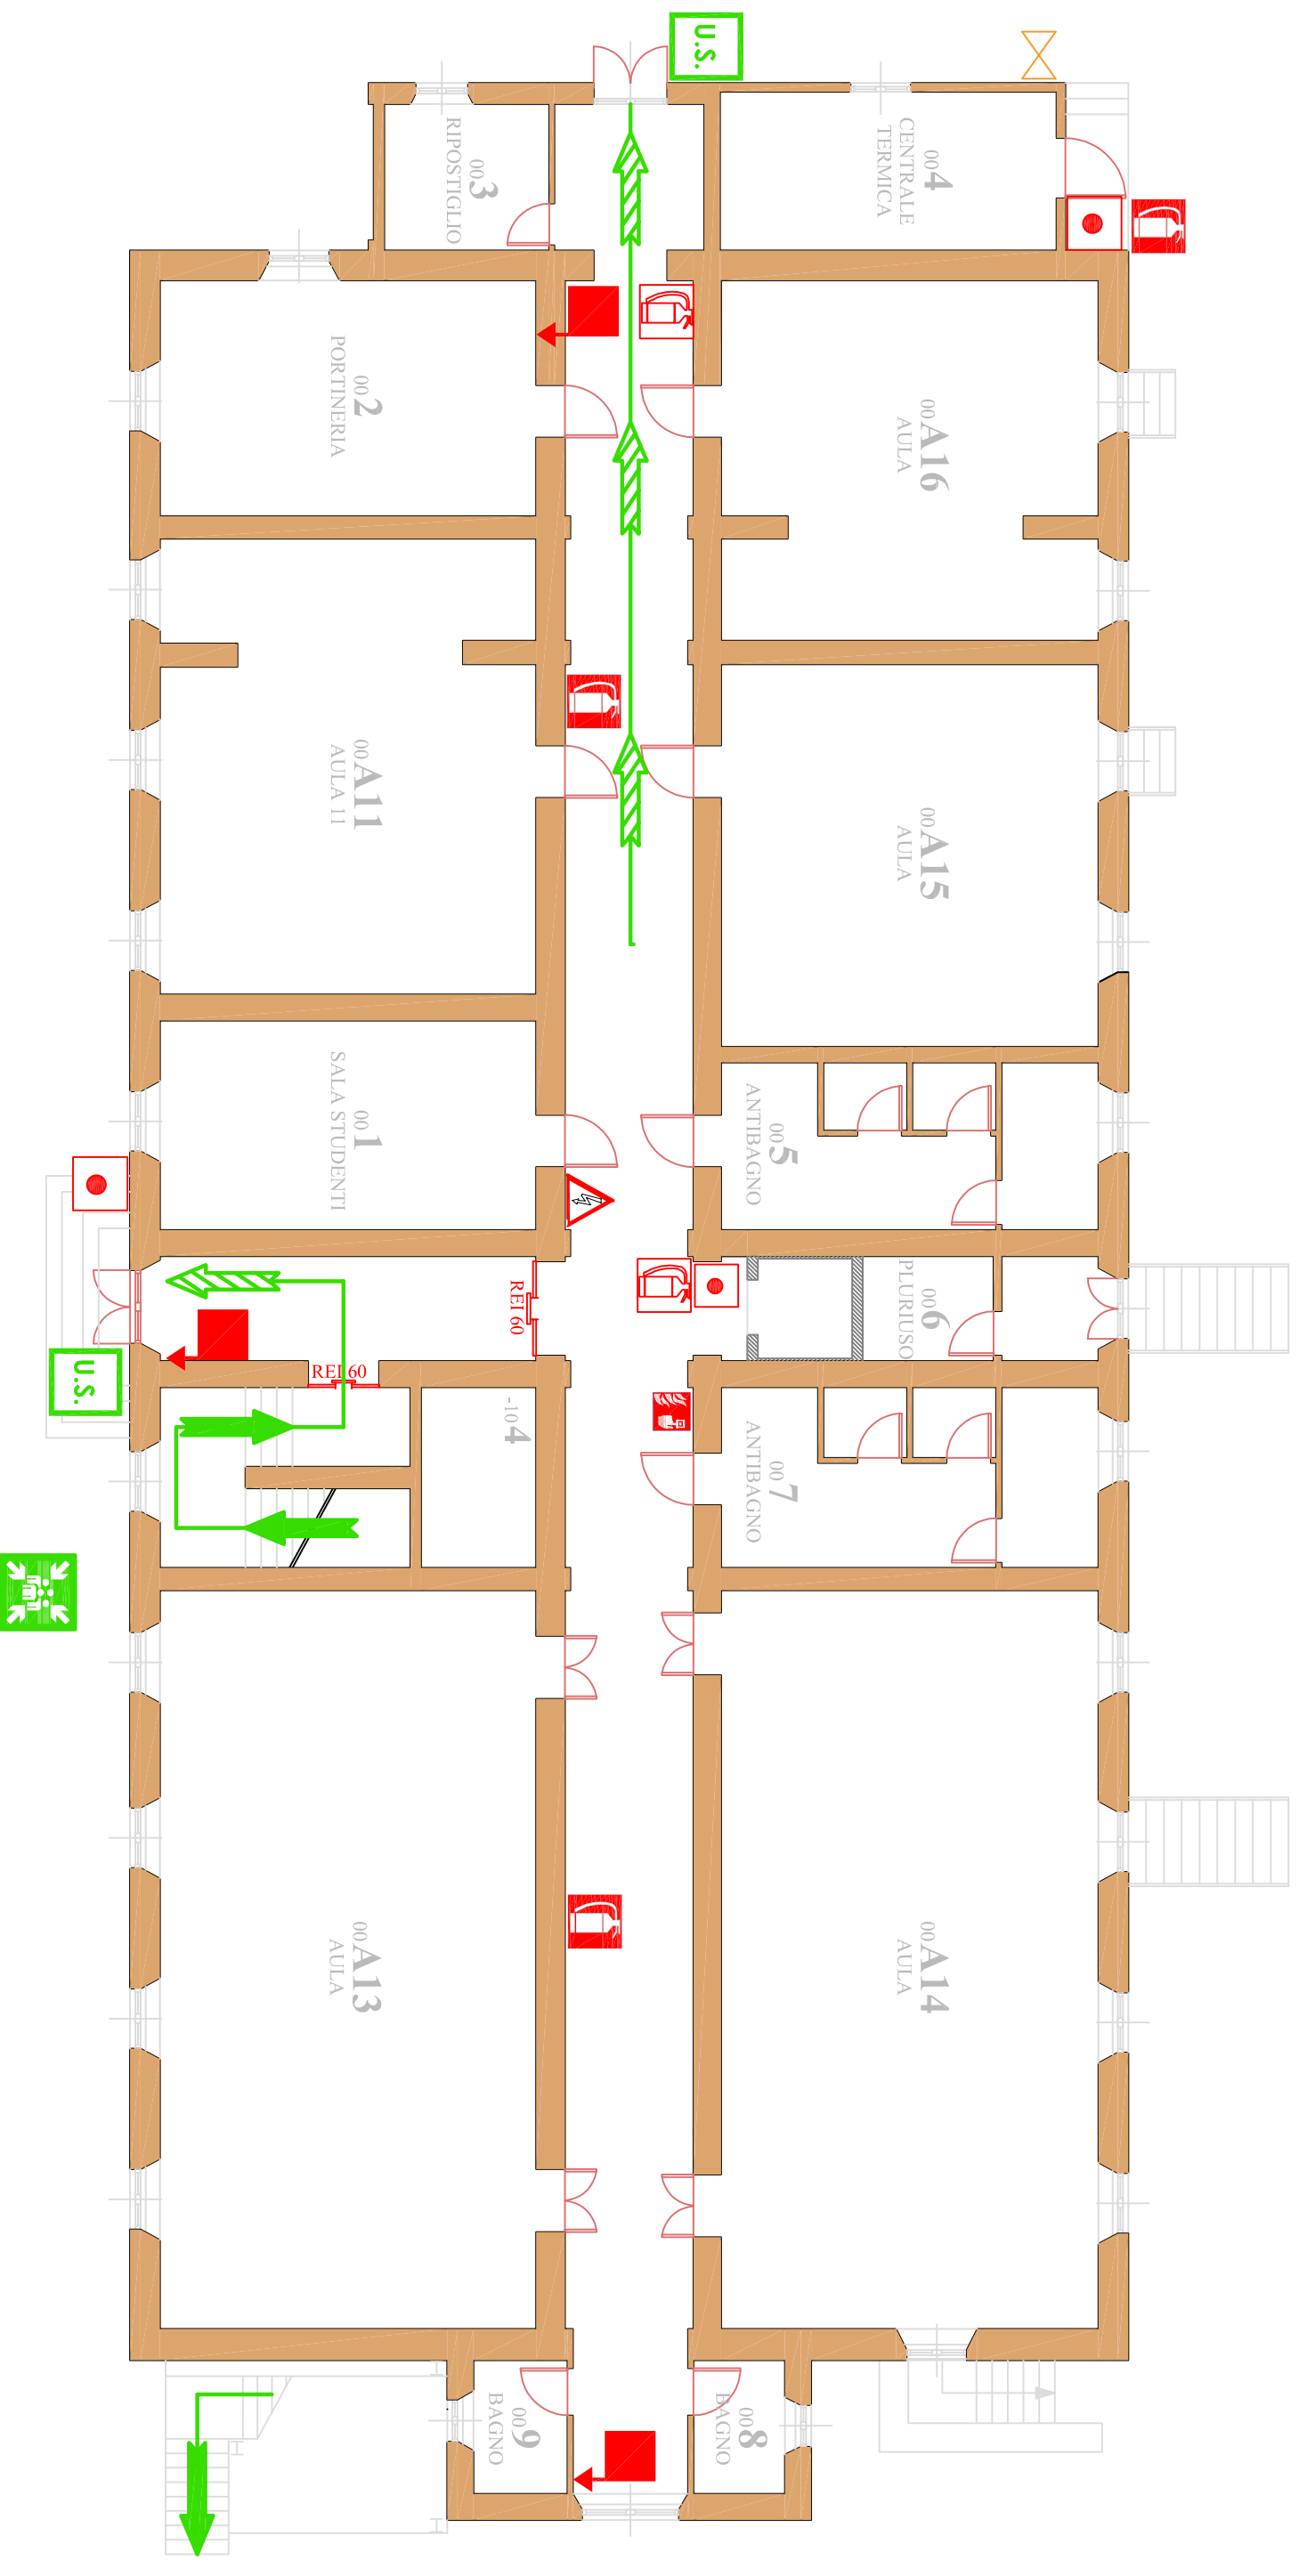 U.S.
004
CENTRALE
TERMICA
003
RIPOSTIGLIO
002
PORTINERIA
00A16
AULA
00A11
AULA 11
00A15
AULA
001
SALA STUDENTI
005
ANTIBAGNO
REI 60
006
PLURIUSO
U.S.
REI 60
-104
007
ANTIBAGNO
00A13
AULA
00A14
AULA
009
BAGNO
008
BAGNO